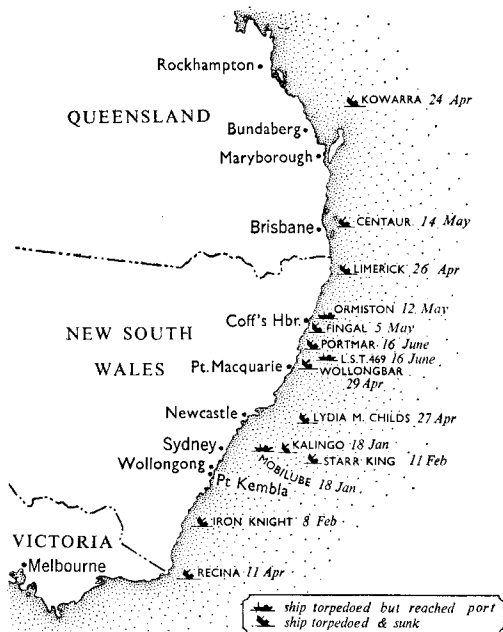 Rockhampton
KOWARRA 24 Apr
QUEENSLAND
Bundaberg
Maryborough
CENTAUR 14 May
Brisbane
LIMERICK 26 Apr
ORMISTON 12 May
Coff's Hbr.
FINGAL 5 May
NEW SOUTH
WALES
PORTMAR 16 June
L.S.T. 469 16 June
Pt. Macquarie
WOLLONGBAR
29 Apr
Newcastle
LYDIA M. CHILDS 27 Apr
Sydney
KALINGO 18 Jan
STARR KING 11 Feb
MOBILUBE 18 Jan
Wollongong
Pt Kembla
IRON KNIGHT 8 Feb
VICTORIA
Melbourne
RECINA 11 Apr
ship torpedoed but reached port
ship torpedoed & sunk